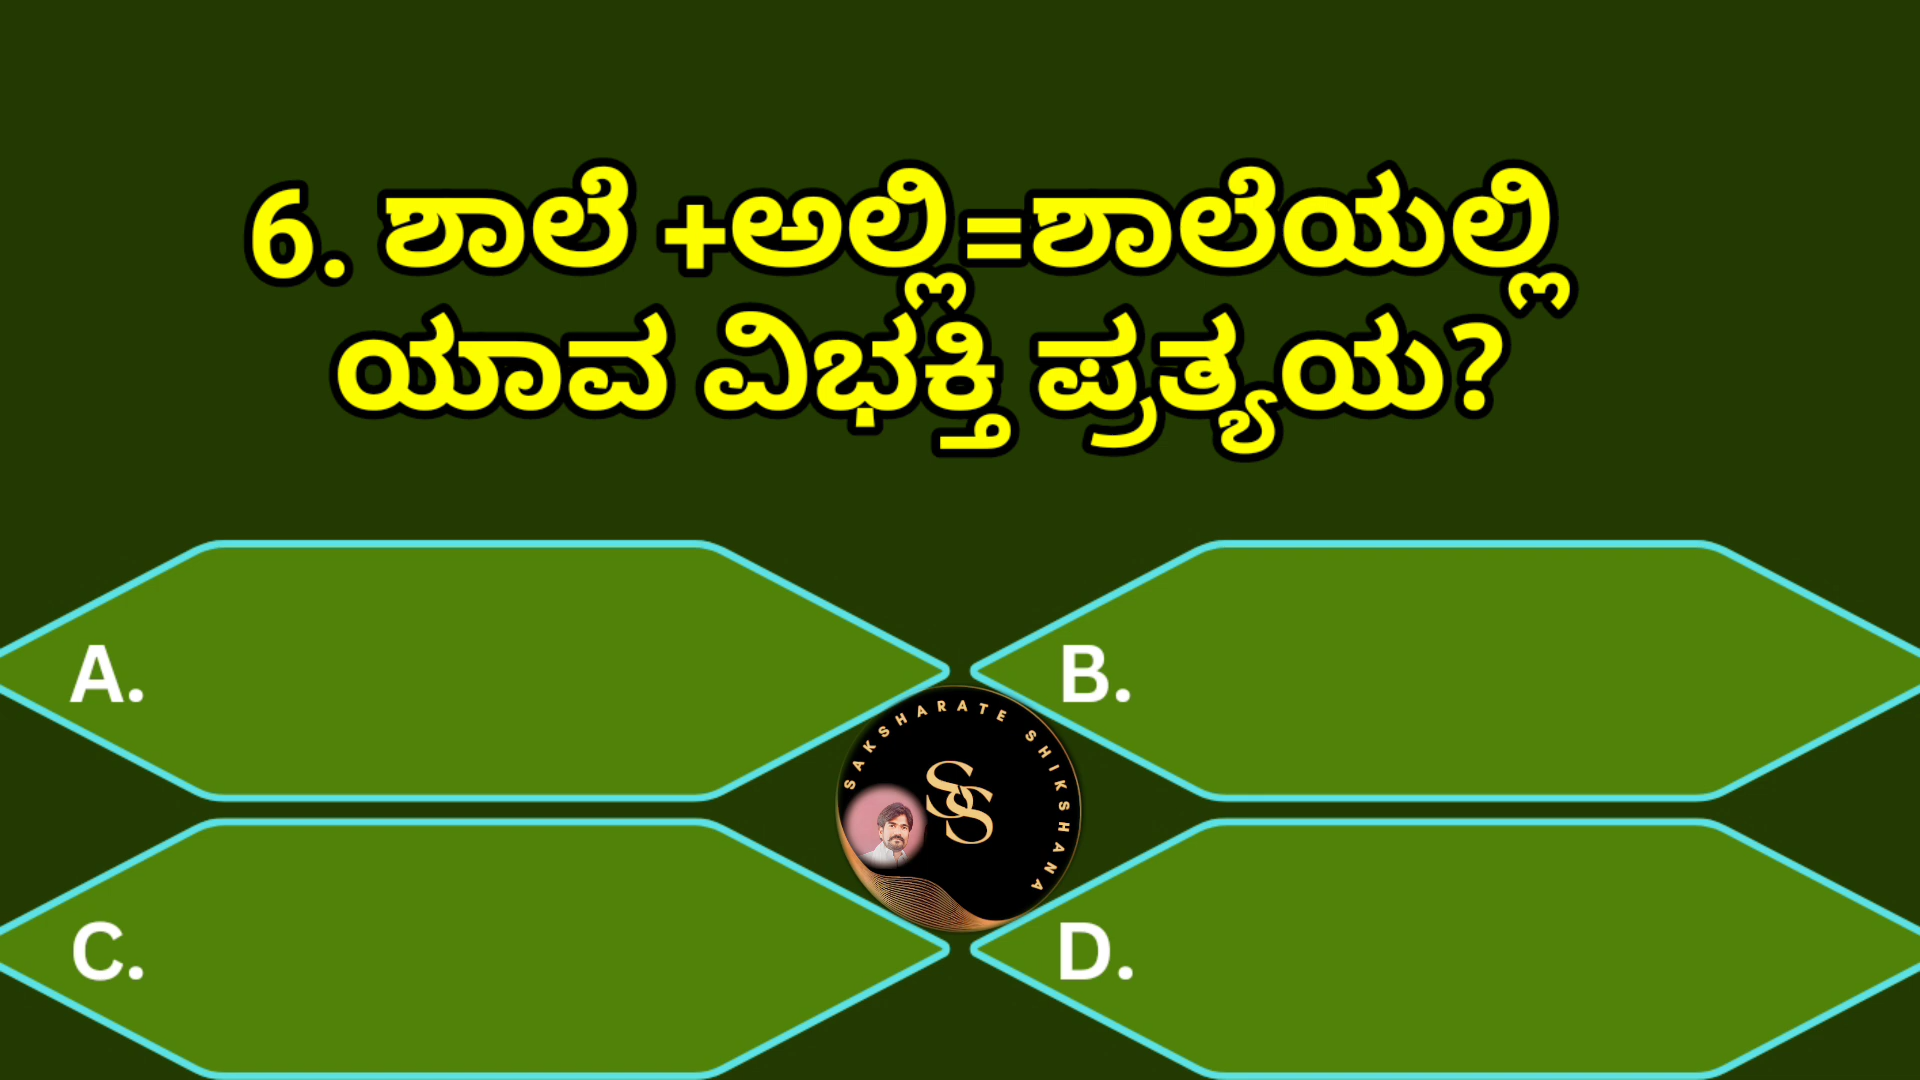 6. ಶಾಲೆ +ಅಲ್ಲಿ=ಶಾಲೆಯಲ್ಲಿ
ಯಾವ ವಿಭಕ್ತಿ ಪ್ರತ್ಯಯ?
A.
B.
SAKSHARATE SHIKSHANA
SS
C.
D.